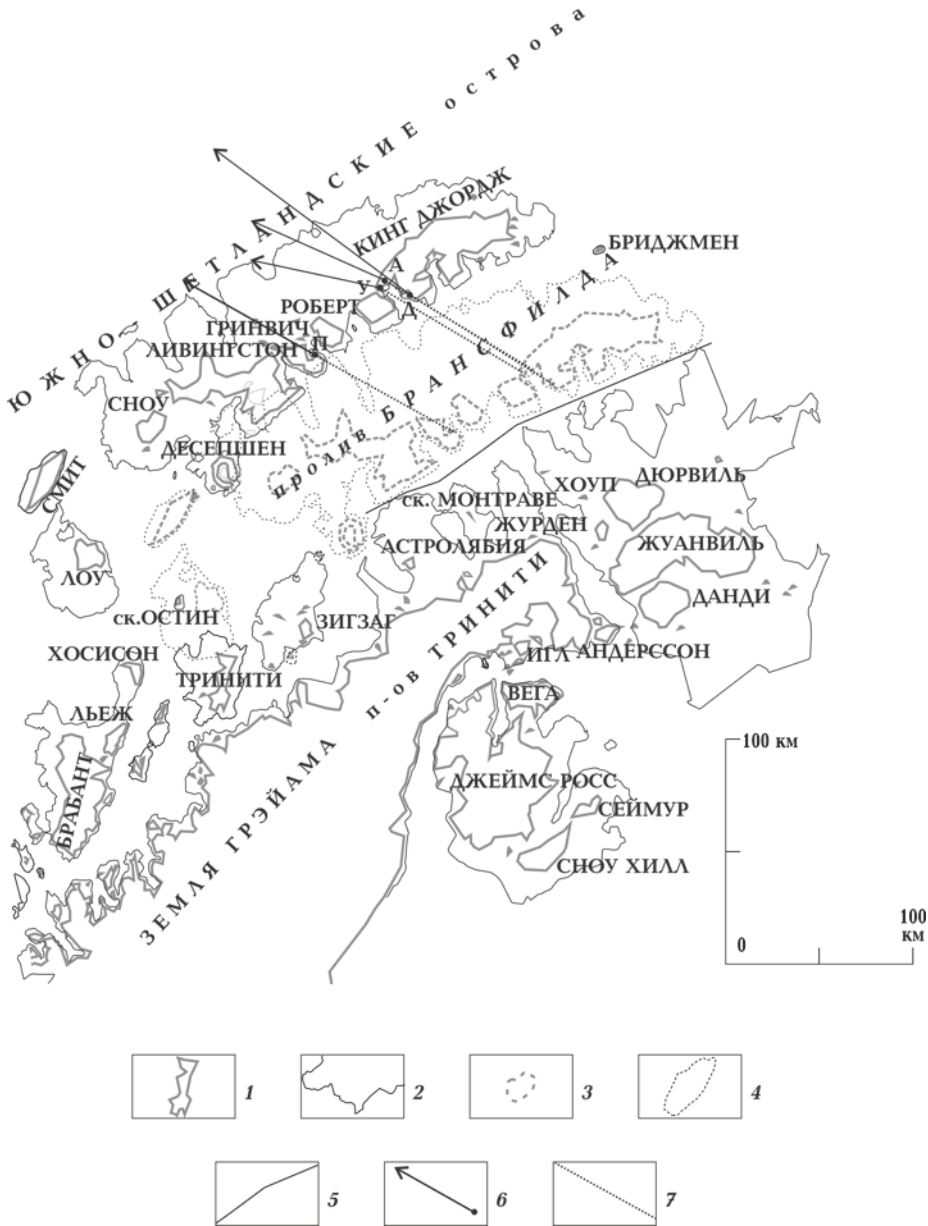 ЮЖНО-ШЕТЛАНДСКИЕ острова
КИНГ ДЖОРДЖ
БРИДЖМЕН
А
У
Д
РОБЕРТ
ГРИНВИЧ
ЛИВИНГСТОН
П
пролив БРАНСФИЛДА
СНОУ
ДЕСЕПШЕН
СМИТ
ХОУП
ДЮРВИЛЬ
ск. МОНТРАВЕ
ЖУРДЕН
АСТРОЛЯБИЯ
ЖУАНВИЛЬ
ЛОУ
ДАНДИ
ск.ОСТИН
ЗИГЗАГ
ХОСИСОН
п-ов ТРИНИТИ
ИГЛ
АНДЕРССОН
ТРИНИТИ
ВЕГА
ЛЬЕЖ
100 км
БРАБАНТ
ДЖЕЙМС РОСС
СЕЙМУР
СНОУ ХИЛЛ
ЗЕМЛЯ ГРЭЙАМА
0
100
км
1
2
3
4
5
6
7